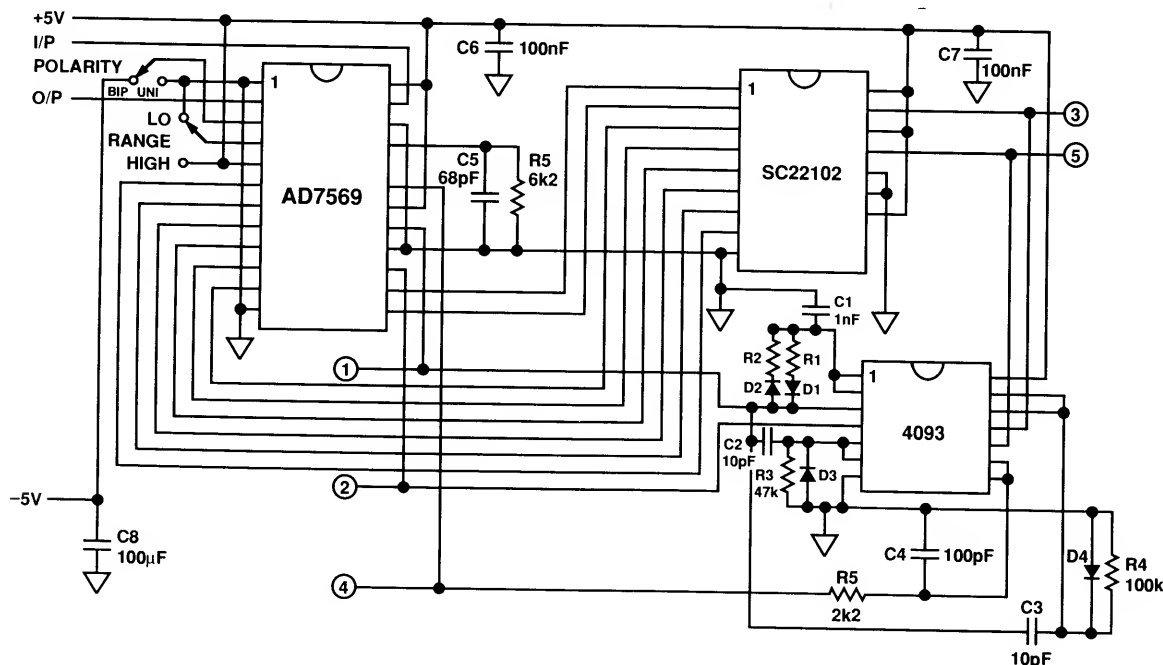 +5V
I/P
POLARITY
BIP UNI
O/P
LO
RANGE
HIGH
1
AD7569
C5
68pF
R5
6k2
C6
100nF
1
SC22102
C7
100nF
3
5
C1
1nF
R2
R1
D2
D1
1
4093
1
C2
10pF
R3
47k
D3
2
−5V
C8
100µF
C4
100pF
D4
R4
100k
4
R5
2k2
C3
10pF